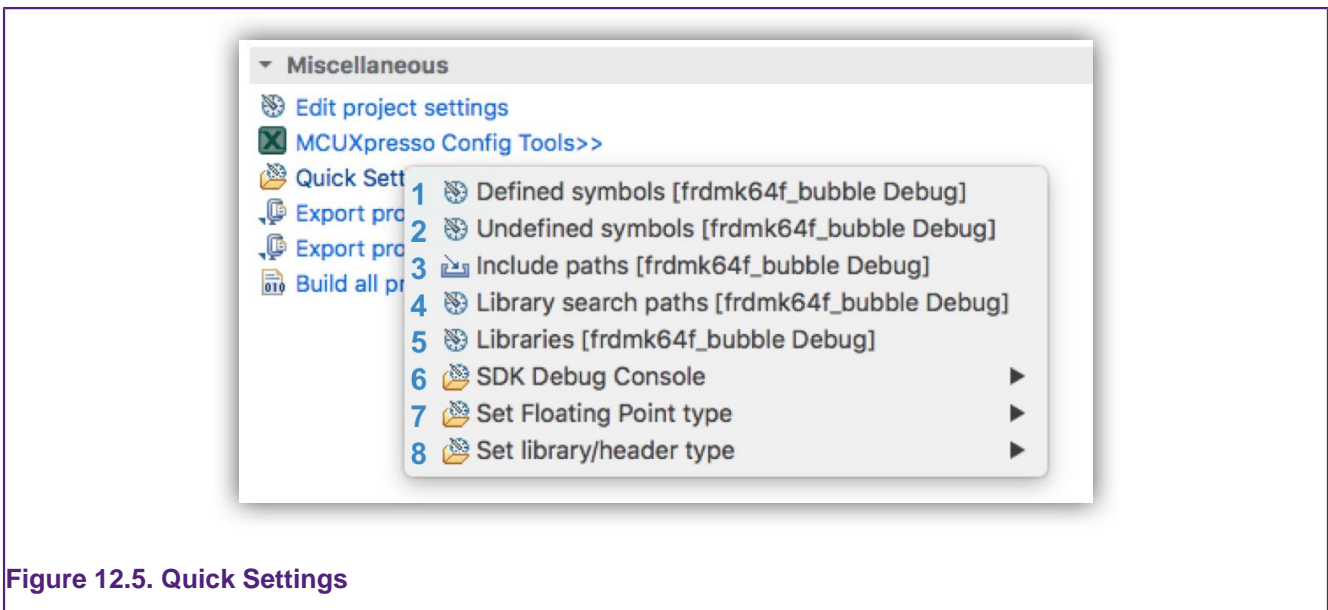 Miscellaneous
Edit project settings
MCUXpresso Config Tools>>
Quick Sett
1 Defined symbols [frdmk64f_bubble Debug]
Export pro
2 Undefined symbols [frdmk64f_bubble Debug]
Export pro
3 Include paths [frdmk64f_bubble Debug]
Build all pr
4 Library search paths [frdmk64f_bubble Debug]
5 Libraries [frdmk64f_bubble Debug]
6 SDK Debug Console
7 Set Floating Point type
8 Set library/header type
Figure 12.5. Quick Settings